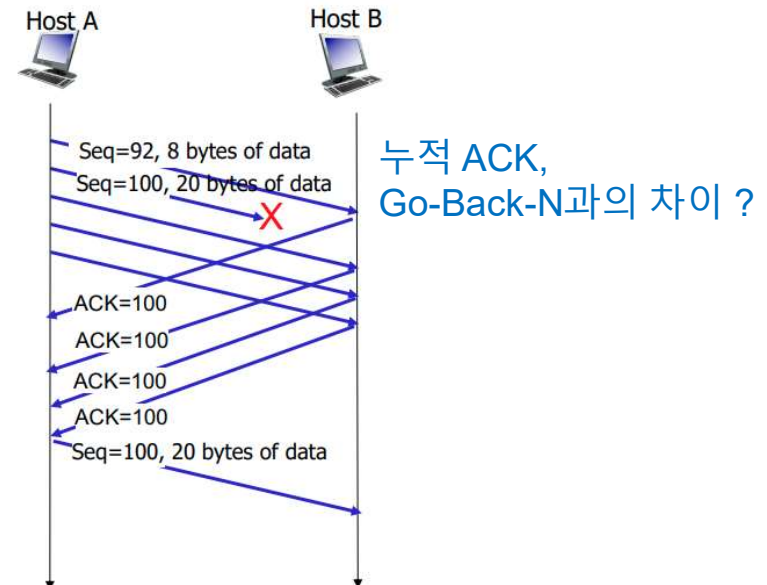 Host A
Host B
Seq=92, 8 bytes of data
Seq=100, 20 bytes of data
X
누적 ACK,
Go-Back-N과의 차이 ?
ACK=100
ACK=100
ACK=100
ACK=100
Seq=100, 20 bytes of data